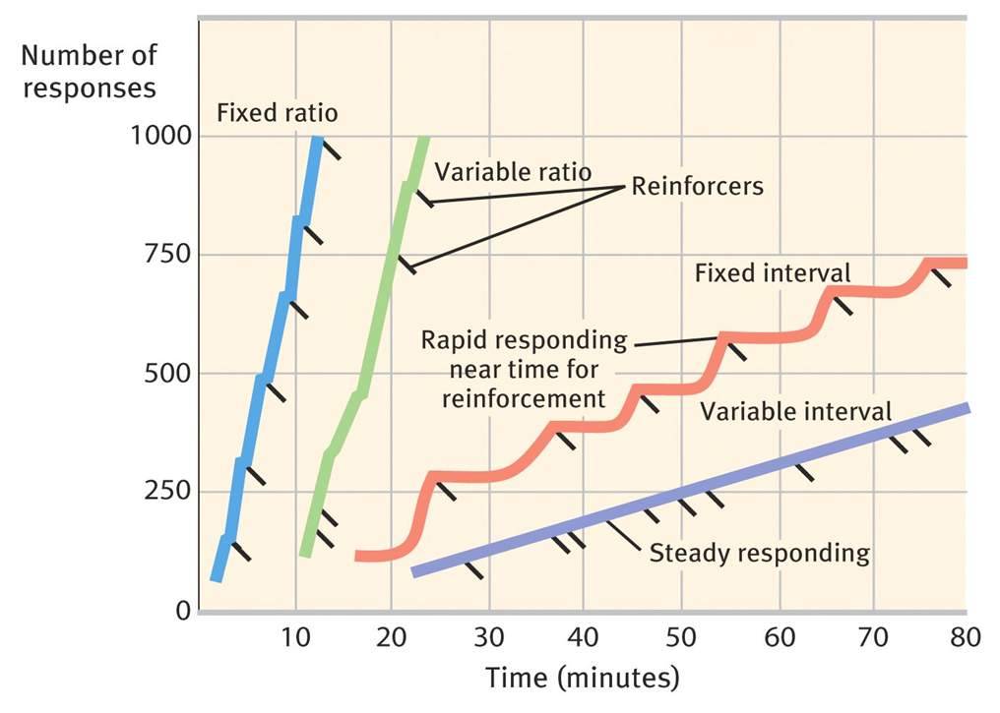 Number of
responses
Fixed ratio
1000
Variable ratio
Reinforcers
750
Fixed interval
Rapid responding
near time for
reinforcement
500
Variable interval
250
Steady responding
0
10 20 30 40 50 60 70 80
Time (minutes)